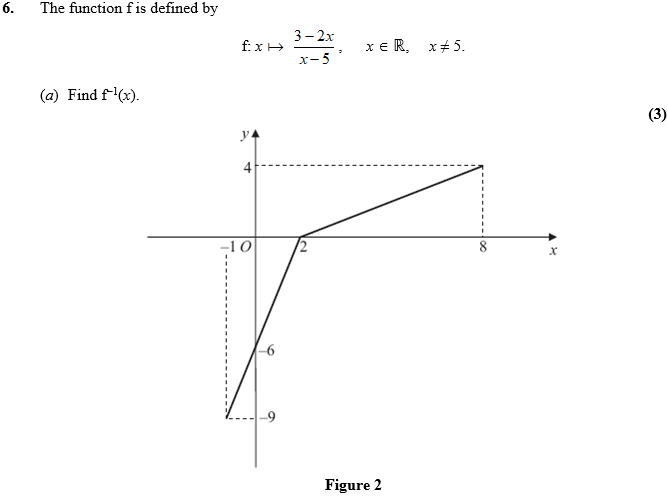 6. The function f is defined by
f: x ↦ (3 – 2x)/(x – 5), x ∈ ℝ, x ≠ 5.
(a) Find f⁻¹(x).
(3)
y
4
–1 O 2 8
x
–6
–9
Figure 2